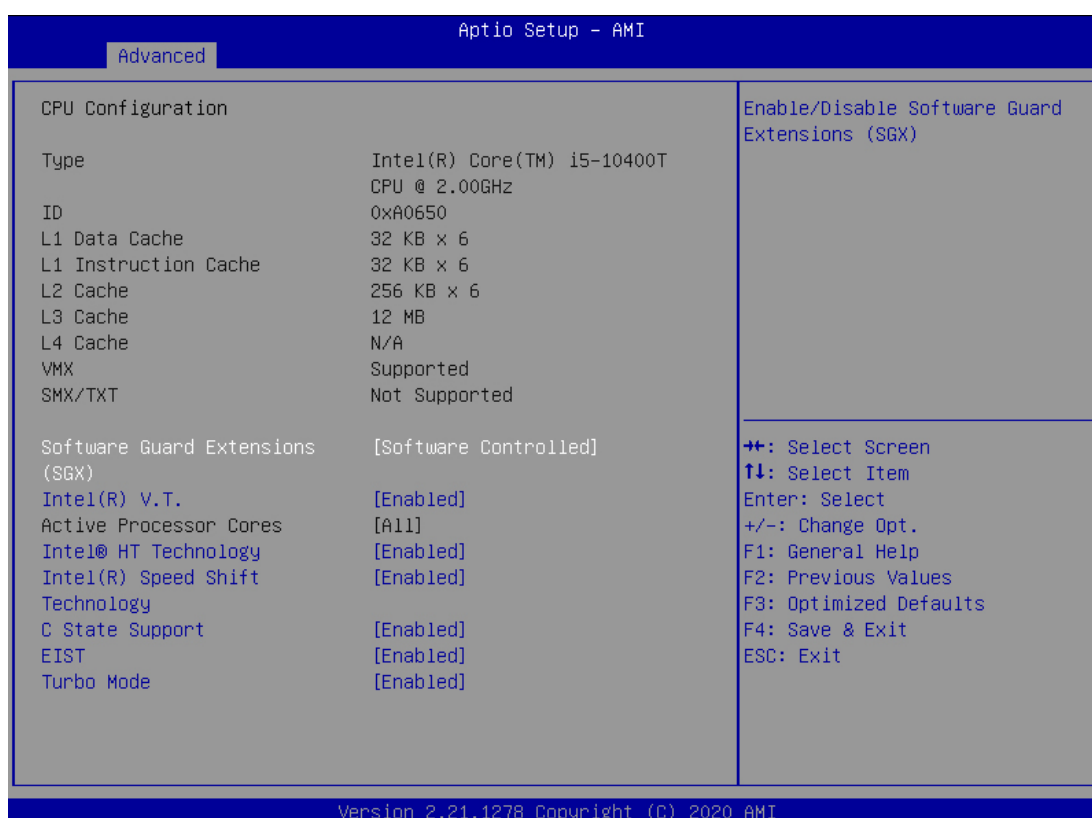 Aptio Setup – AMI
Advanced
CPU Configuration
Type Intel(R) Core(TM) i5-10400T
CPU @ 2.00GHz
ID 0xA0650
L1 Data Cache 32 KB x 6
L1 Instruction Cache 32 KB x 6
L2 Cache 256 KB x 6
L3 Cache 12 MB
L4 Cache N/A
VMX Supported
SMX/TXT Not Supported
Software Guard Extensions [Software Controlled]
(SGX)
Intel(R) V.T. [Enabled]
Active Processor Cores [All]
Intel® HT Technology [Enabled]
Intel(R) Speed Shift [Enabled]
Technology
C State Support [Enabled]
EIST [Enabled]
Turbo Mode [Enabled]
Enable/Disable Software Guard
Extensions (SGX)
→←: Select Screen
↑↓: Select Item
Enter: Select
+/-: Change Opt.
F1: General Help
F2: Previous Values
F3: Optimized Defaults
F4: Save & Exit
ESC: Exit
Version 2.21.1278 Copyright (C) 2020 AMI